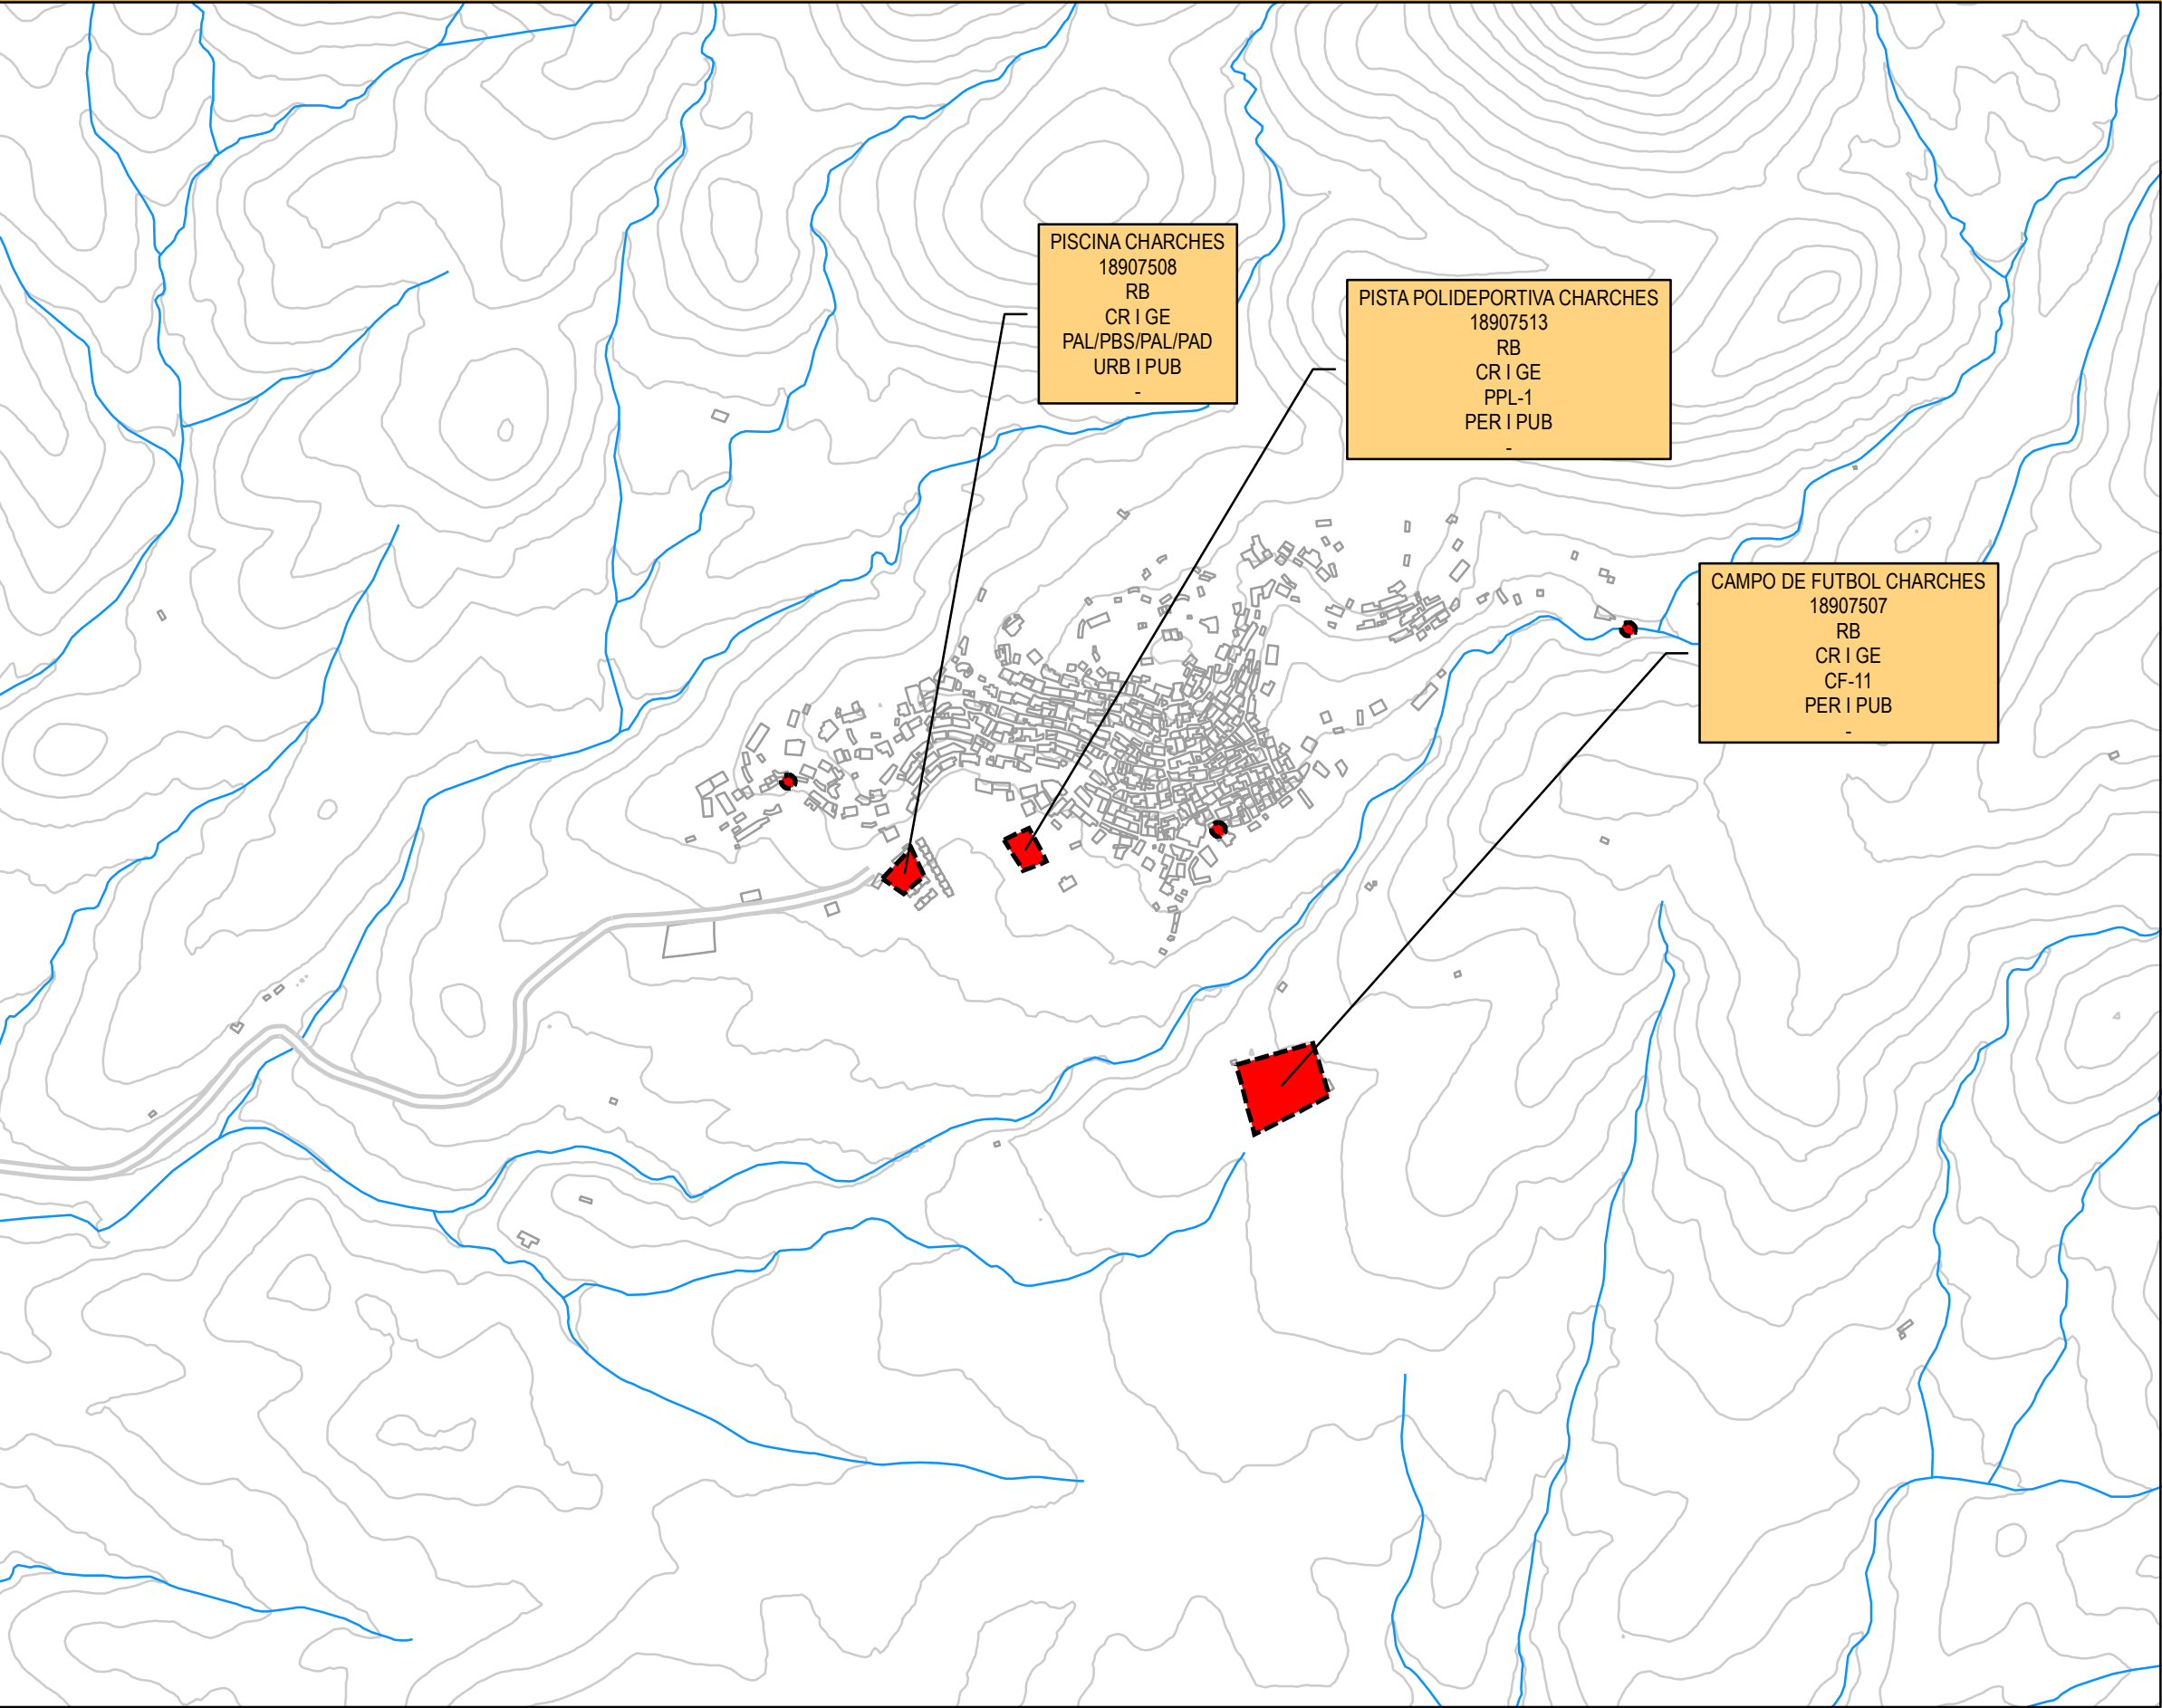 PISCINA CHARCHES
18907508
RB
CR I GE
PAL/PBS/PAL/PAD
URB I PUB
-
PISTA POLIDEPORTIVA CHARCHES
18907513
RB
CR I GE
PPL-1
PER I PUB
-
CAMPO DE FUTBOL CHARCHES
18907507
RB
CR I GE
CF-11
PER I PUB
-